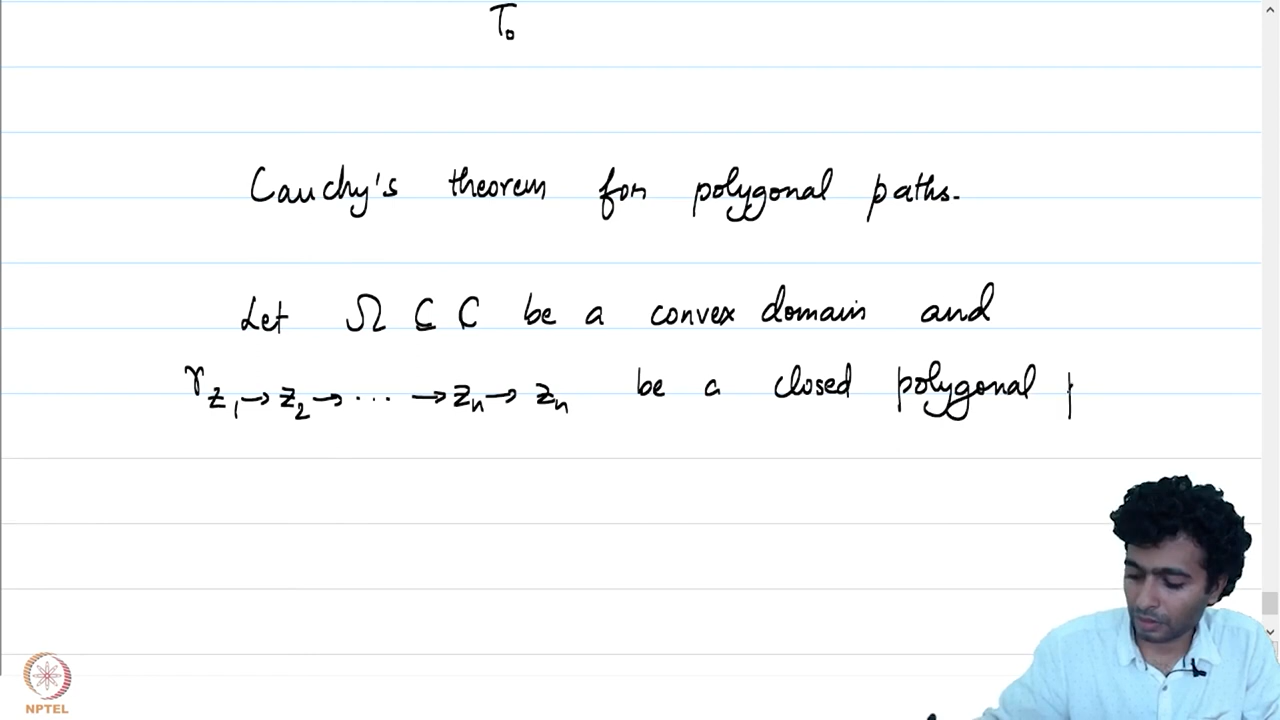 T₀
Cauchy's theorem for polygonal paths.
Let Ω ⊆ ℂ be a convex domain and
γ z₁→z₂→⋯→zₙ→zₙ be a closed polygonal p
NPTEL